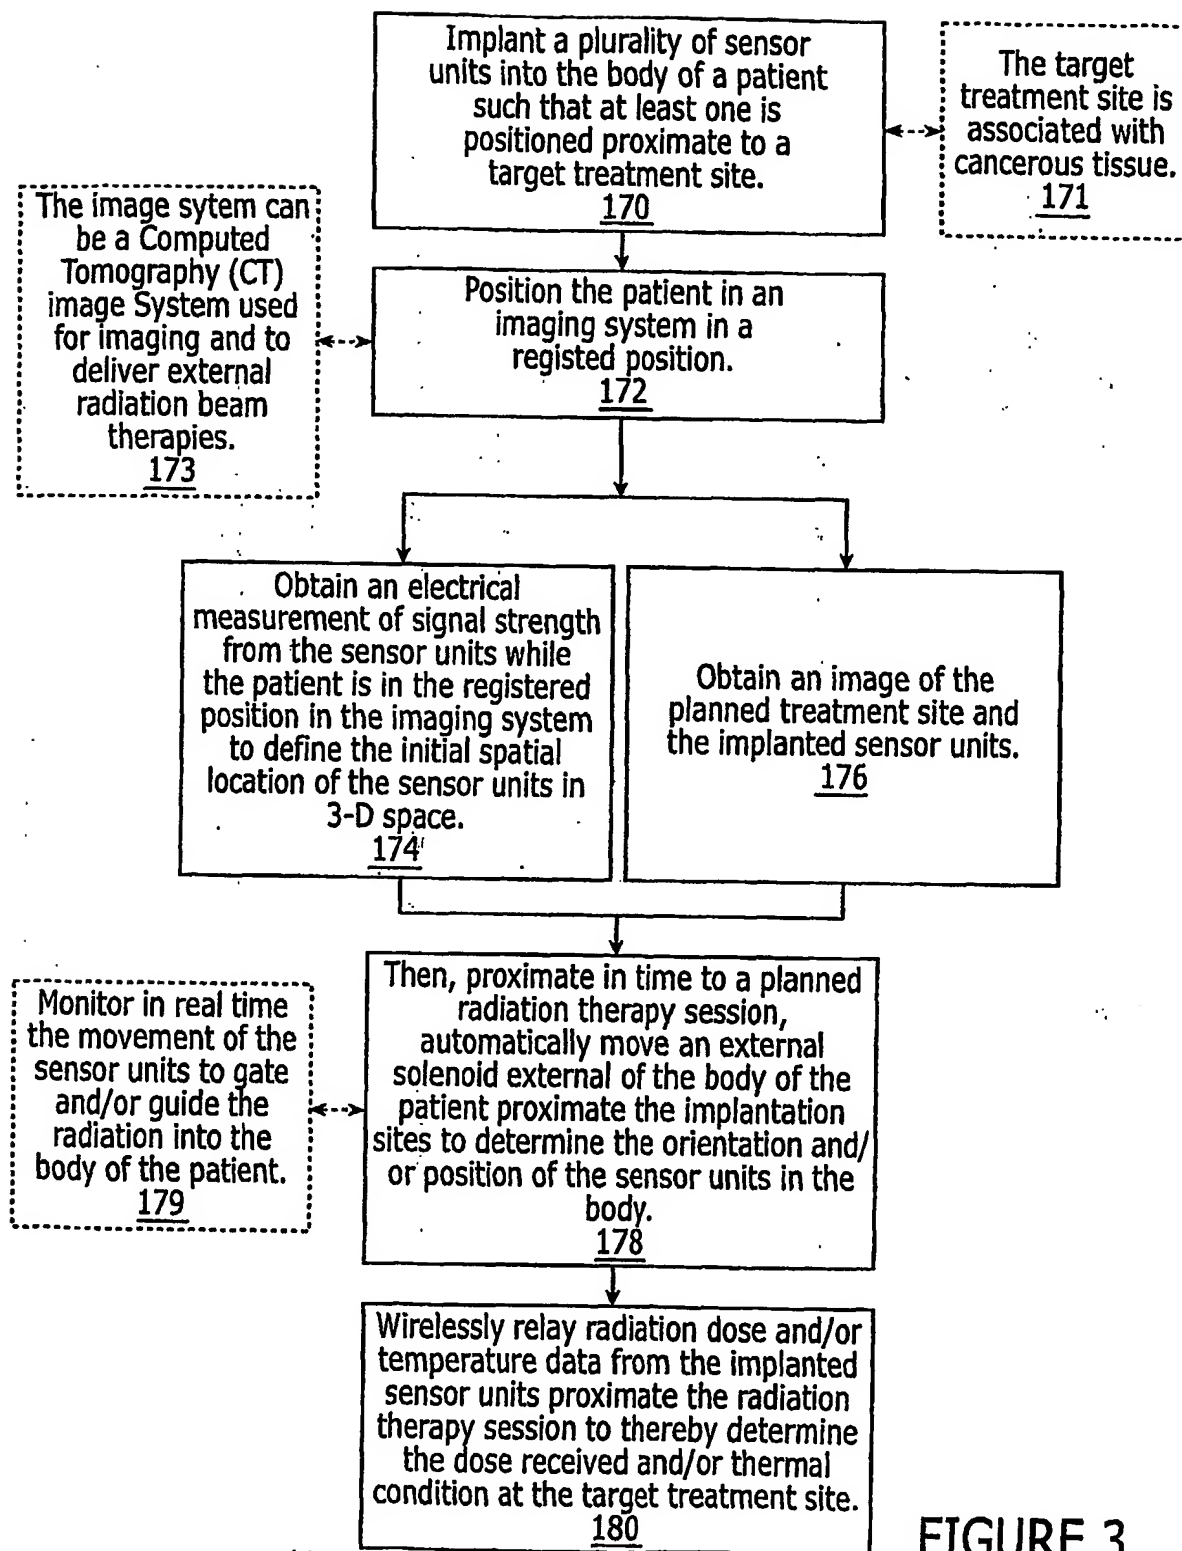 Implant a plurality of sensor
units into the body of a patient
such that at least one is
positioned proximate to a
target treatment site.
170
The target
treatment site is
associated with
cancerous tissue.
171
The image sytem can
be a Computed
Tomography (CT)
image System used
for imaging and to
deliver external
radiation beam
therapies.
173
Position the patient in an
imaging system in a
registed position.
172
Obtain an electrical
measurement of signal strength
from the sensor units while
the patient is in the registered
position in the imaging system
to define the initial spatial
location of the sensor units in
3-D space.
174
Obtain an image of the
planned treatment site and
the implanted sensor units.
176
Then, proximate in time to a planned
radiation therapy session,
automatically move an external
solenoid external of the body of the
patient proximate the implantation
sites to determine the orientation and/
or position of the sensor units in the
body.
178
Monitor in real time
the movement of the
sensor units to gate
and/or guide the
radiation into the
body of the patient.
179
Wirelessly relay radiation dose and/or
temperature data from the implanted
sensor units proximate the radiation
therapy session to thereby determine
the dose received and/or thermal
condition at the target treatment site.
180
FIGURE 3